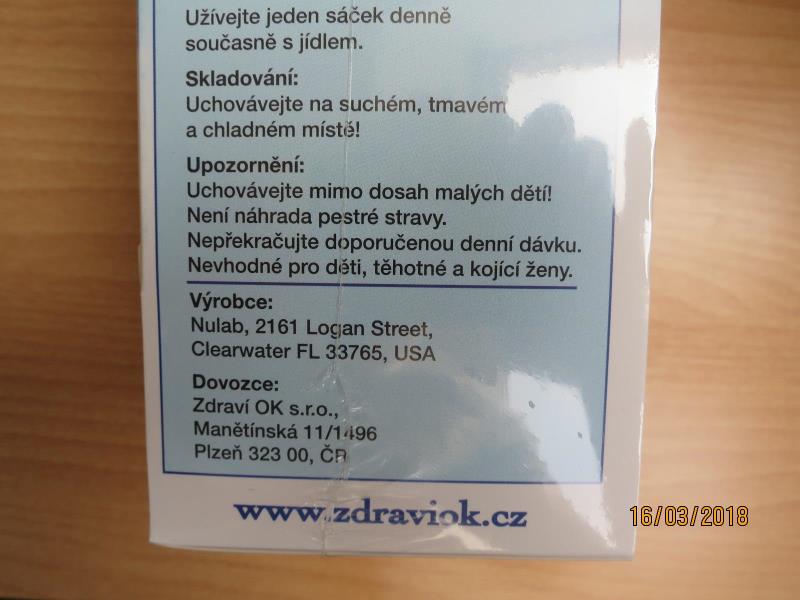 Užívejte jeden sáček denně
současně s jídlem.
Skladování:
Uchovávejte na suchém, tmavém
a chladném místě!
Upozornění:
Uchovávejte mimo dosah malých dětí!
Není náhrada pestré stravy.
Nepřekračujte doporučenou denní dávku.
Nevhodné pro děti, těhotné a kojící ženy.
Výrobce:
Nulab, 2161 Logan Street,
Clearwater FL 33765, USA
Dovozce:
Zdraví OK s.r.o.,
Manětínská 11/1496
Plzeň 323 00, ČR
www.zdraviok.cz
16/03/2018